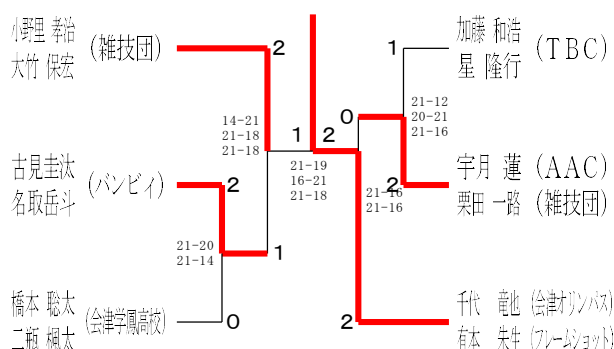 小野里 孝治
大竹 保宏
(雑技団)
2
加藤 和浩
星 隆行
(TBC)
1
14-21
21-18
21-18
1
2
0
21-12
20-21
21-16
21-19
16-21
21-18
古見圭汰
名取岳斗
(バンビィ)
2
宇月 蓮 (AAC)
栗田 一路 (雑技団)
2
21-16
21-16
21-20
21-14
1
橋本 聡太
二瓶 楓太
(会津学鳳高校)
0
千代 竜也 (会津オリンパス)
有本 朱生 (フレームショット)
2